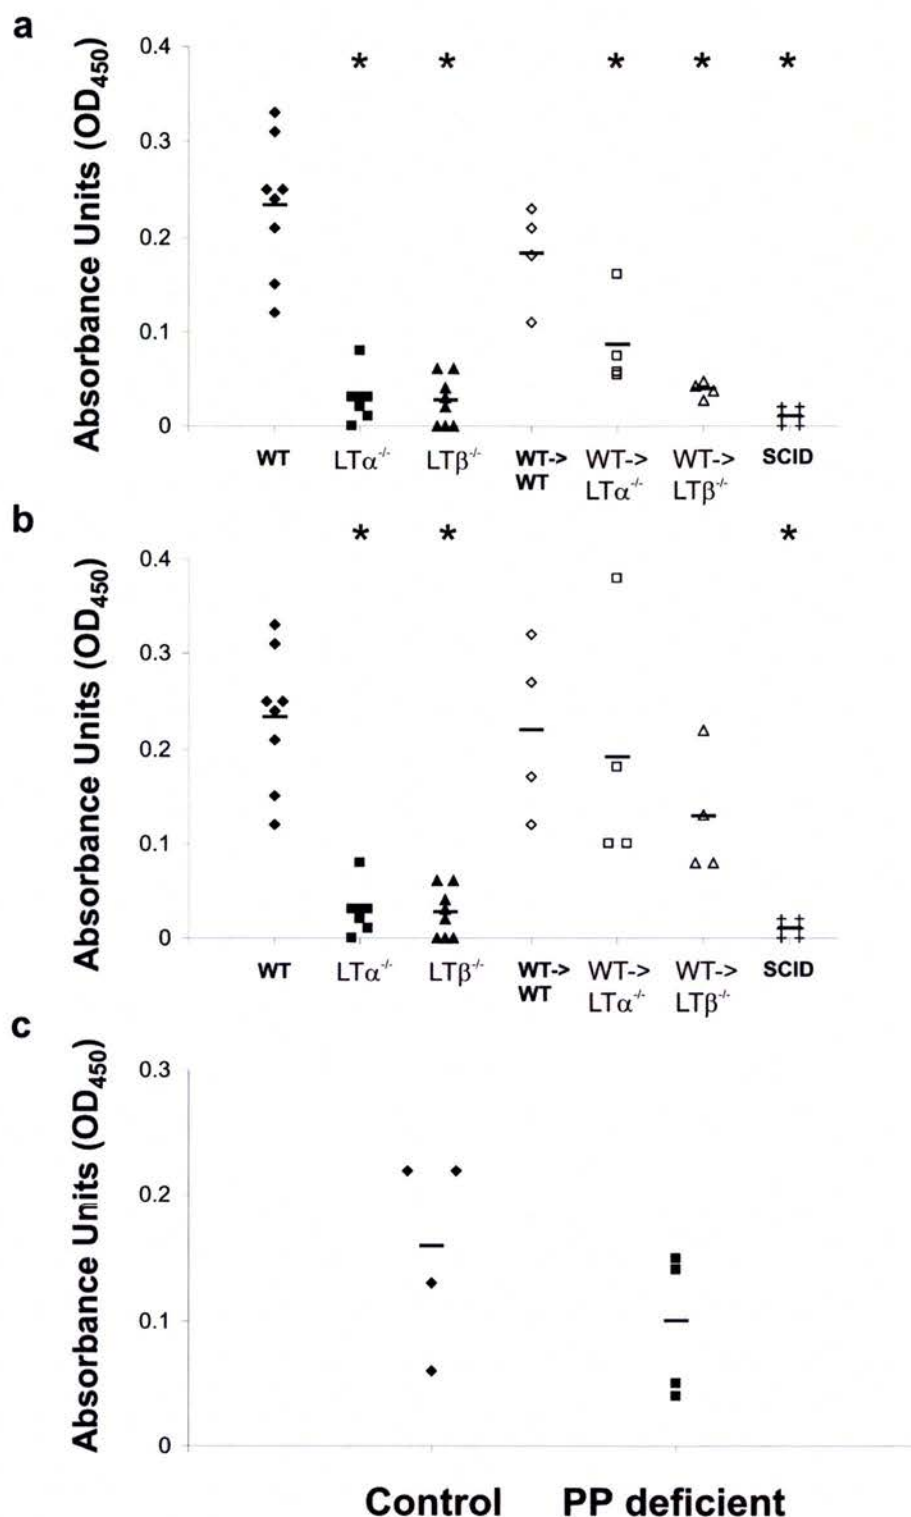 a
Absorbance Units (OD450)
0.4
0.3
0.2
0.1
0
* * * * *
WT LTα-/- LTβ-/- WT-> WT-> WT-> SCID
WT LTα-/- LTβ-/-
b
Absorbance Units (OD450)
0.4
0.3
0.2
0.1
0
* * *
WT LTα-/- LTβ-/- WT-> WT-> WT-> SCID
WT LTα-/- LTβ-/-
c
Absorbance Units (OD450)
0.3
0.2
0.1
0
Control PP deficient